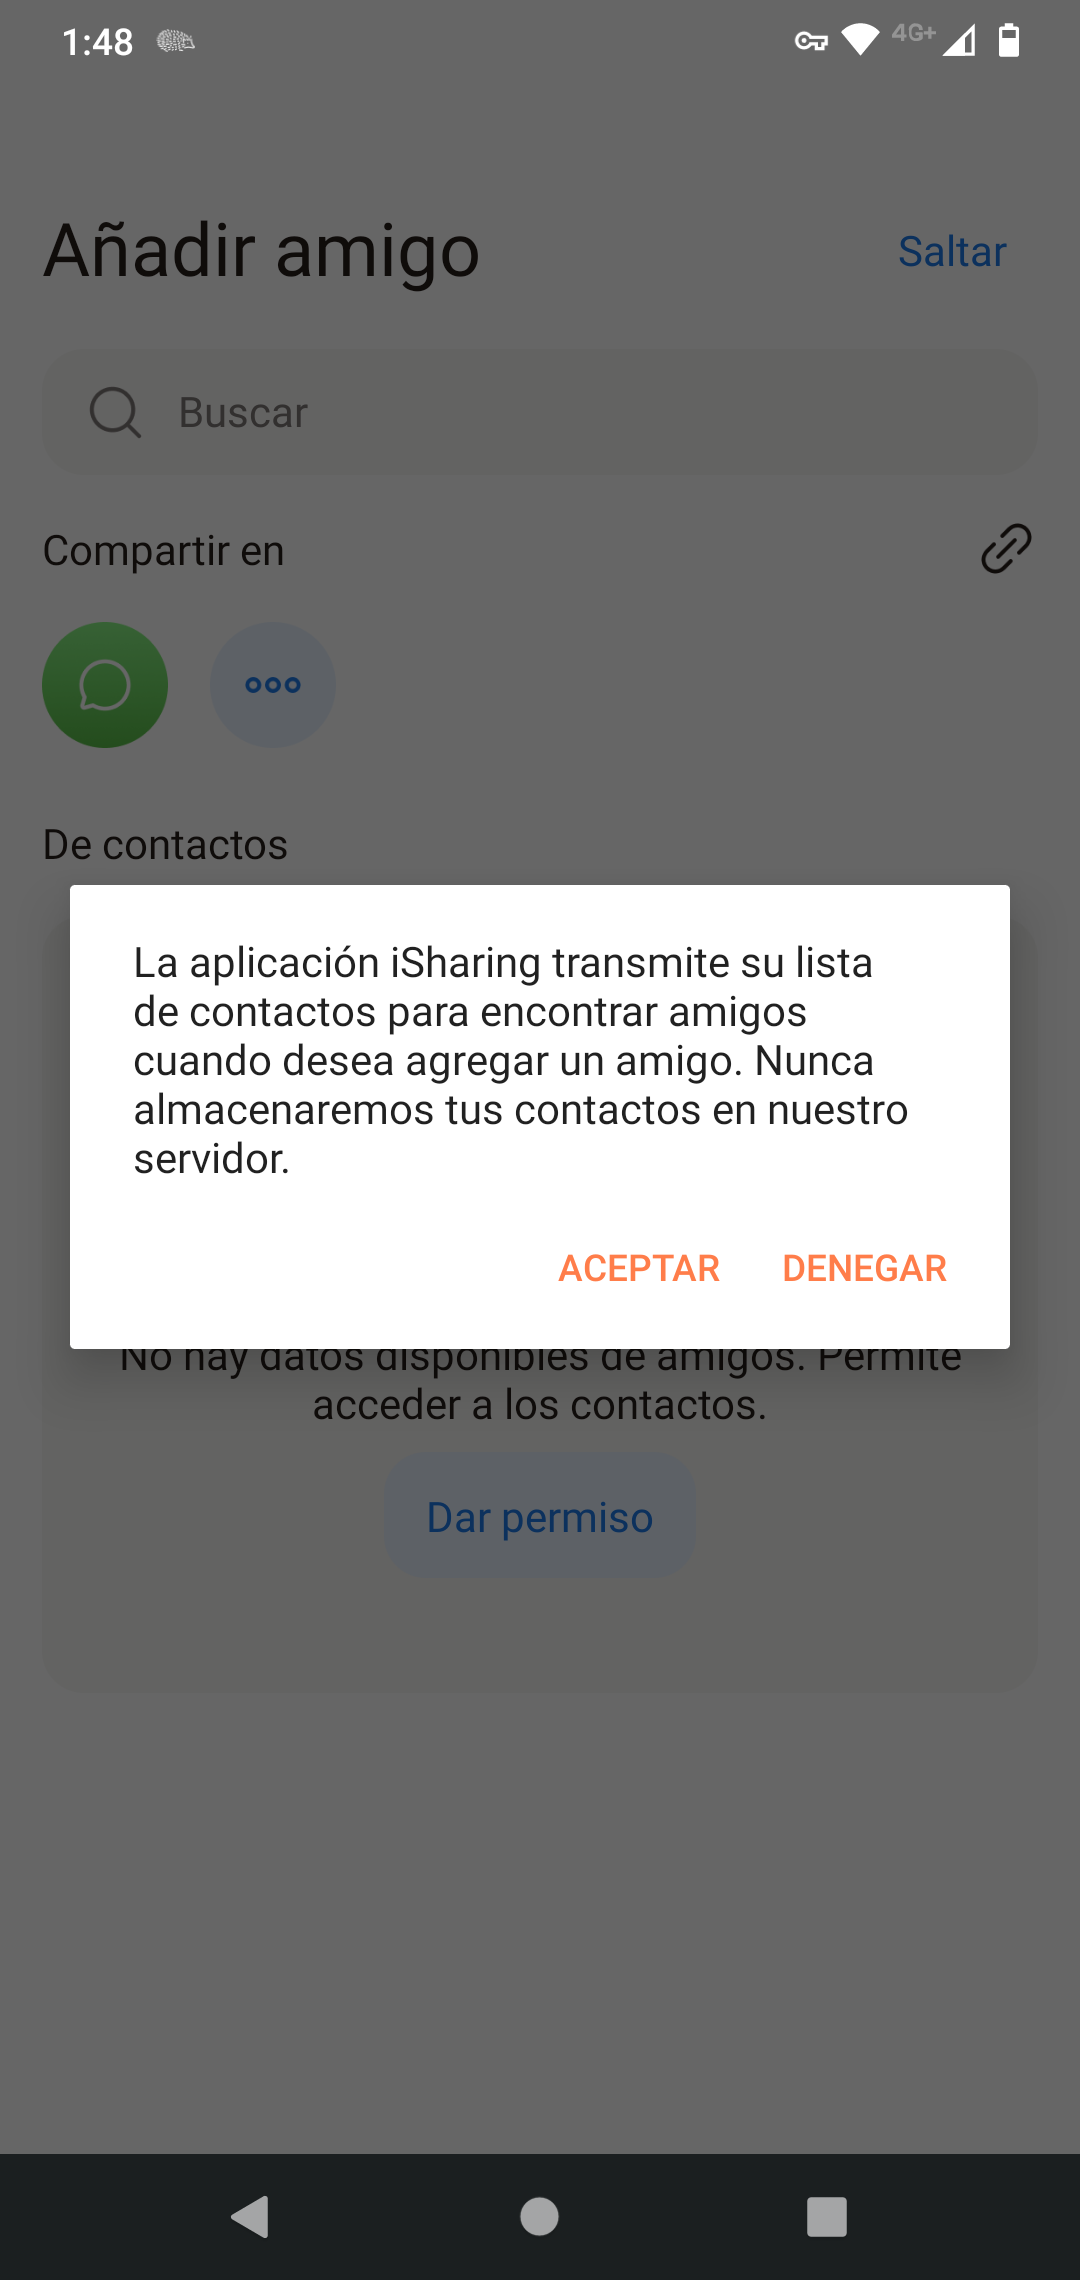 1:48
4G+
Añadir amigo
Saltar
Buscar
Compartir en
De contactos
La aplicación iSharing transmite su lista
de contactos para encontrar amigos
cuando desea agregar un amigo. Nunca
almacenaremos tus contactos en nuestro
servidor.
ACEPTAR
DENEGAR
No hay datos disponibles de amigos. Permite
acceder a los contactos.
Dar permiso